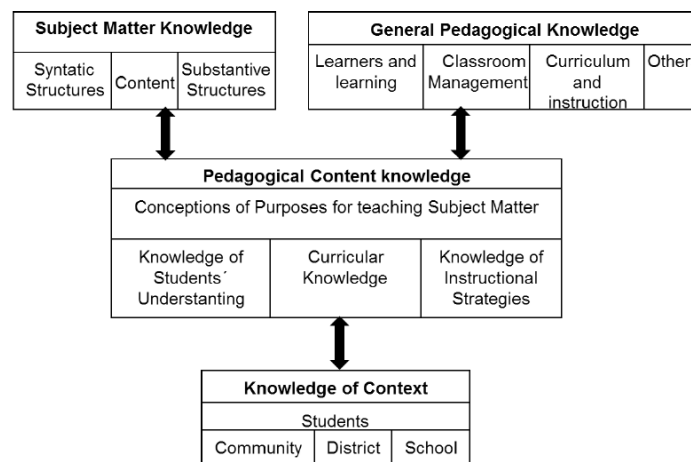 Subject Matter Knowledge
Syntatic
Structures
Content
Substantive
Structures
General Pedagogical Knowledge
Learners and
learning
Classroom
Management
Curriculum
and
instruction
Other
Pedagogical Content knowledge
Conceptions of Purposes for teaching Subject Matter
Knowledge of
Students´
Understanting
Curricular
Knowledge
Knowledge of
Instructional
Strategies
Knowledge of Context
Students
Community
District
School